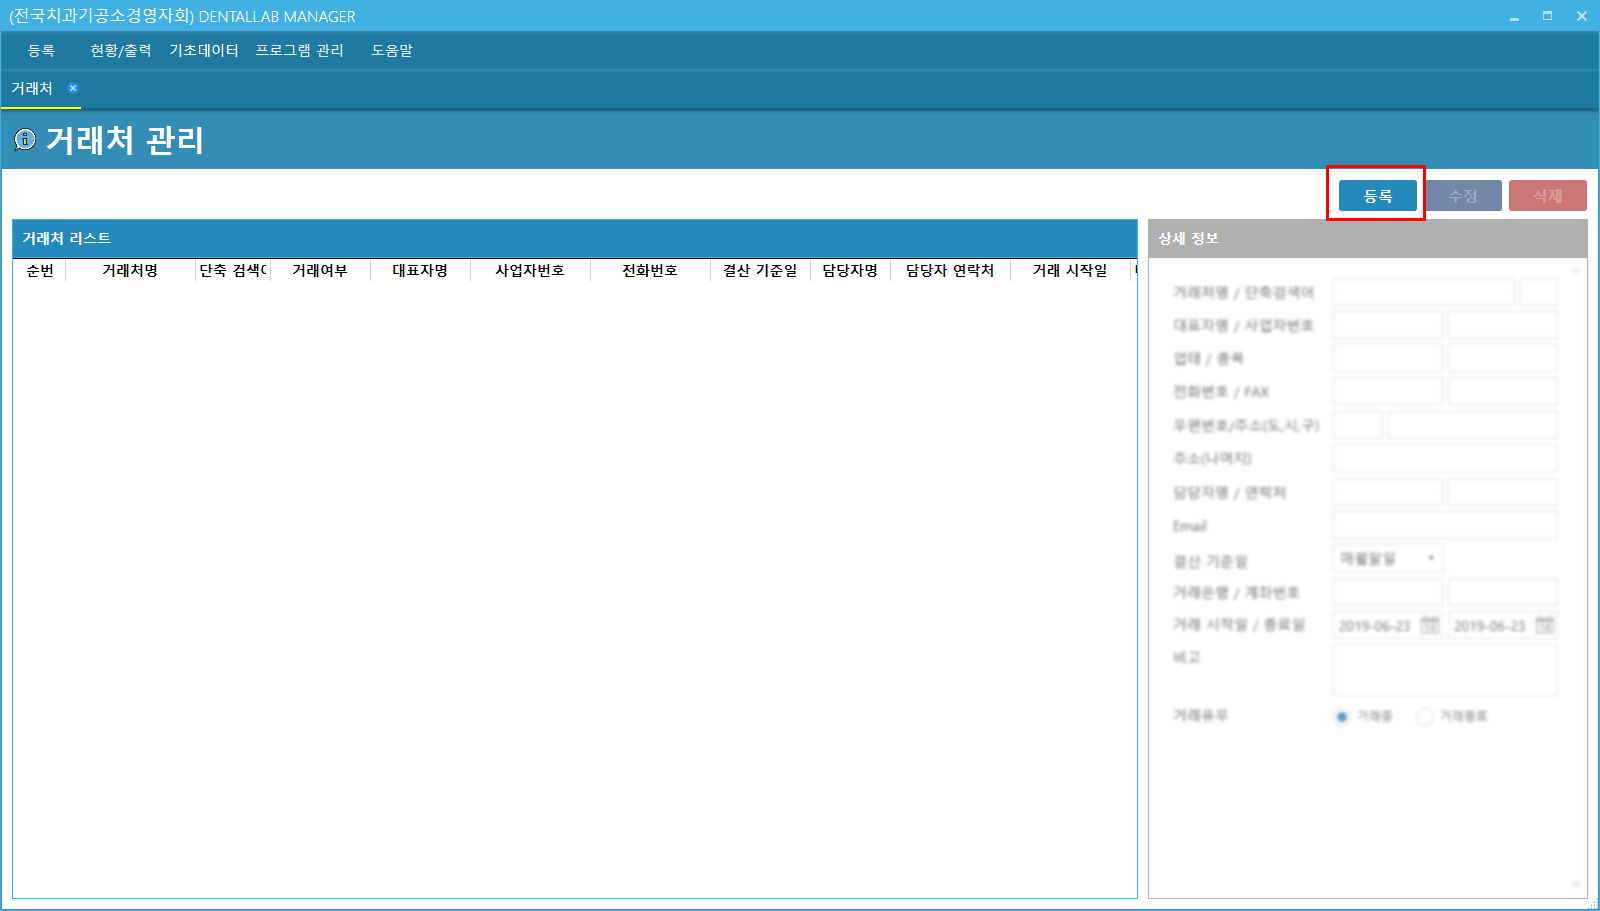 (전국치과기공소경영자회) DENTALLAB MANAGER
등록 현황/출력 기초데이터 프로그램 관리 도움말
거래처
거래처 관리
등록 수정 삭제
거래처 리스트
상세 정보
순번 거래처명 단축 검색어 거래여부 대표자명 사업자번호 전화번호 결산 기준일 담당자명 담당자 연락처 거래 시작일
거래처명 / 단축검색어
대표자명 / 사업자번호
업태 / 종목
전화번호 / FAX
우편번호/주소(도,시,구)
주소(나머지)
담당자명 / 연락처
Email
결산 기준일 매월말일
거래은행 / 계좌번호
거래 시작일 / 종료일 2019-06-23 2019-06-23
비고
거래유무 거래중 거래종료